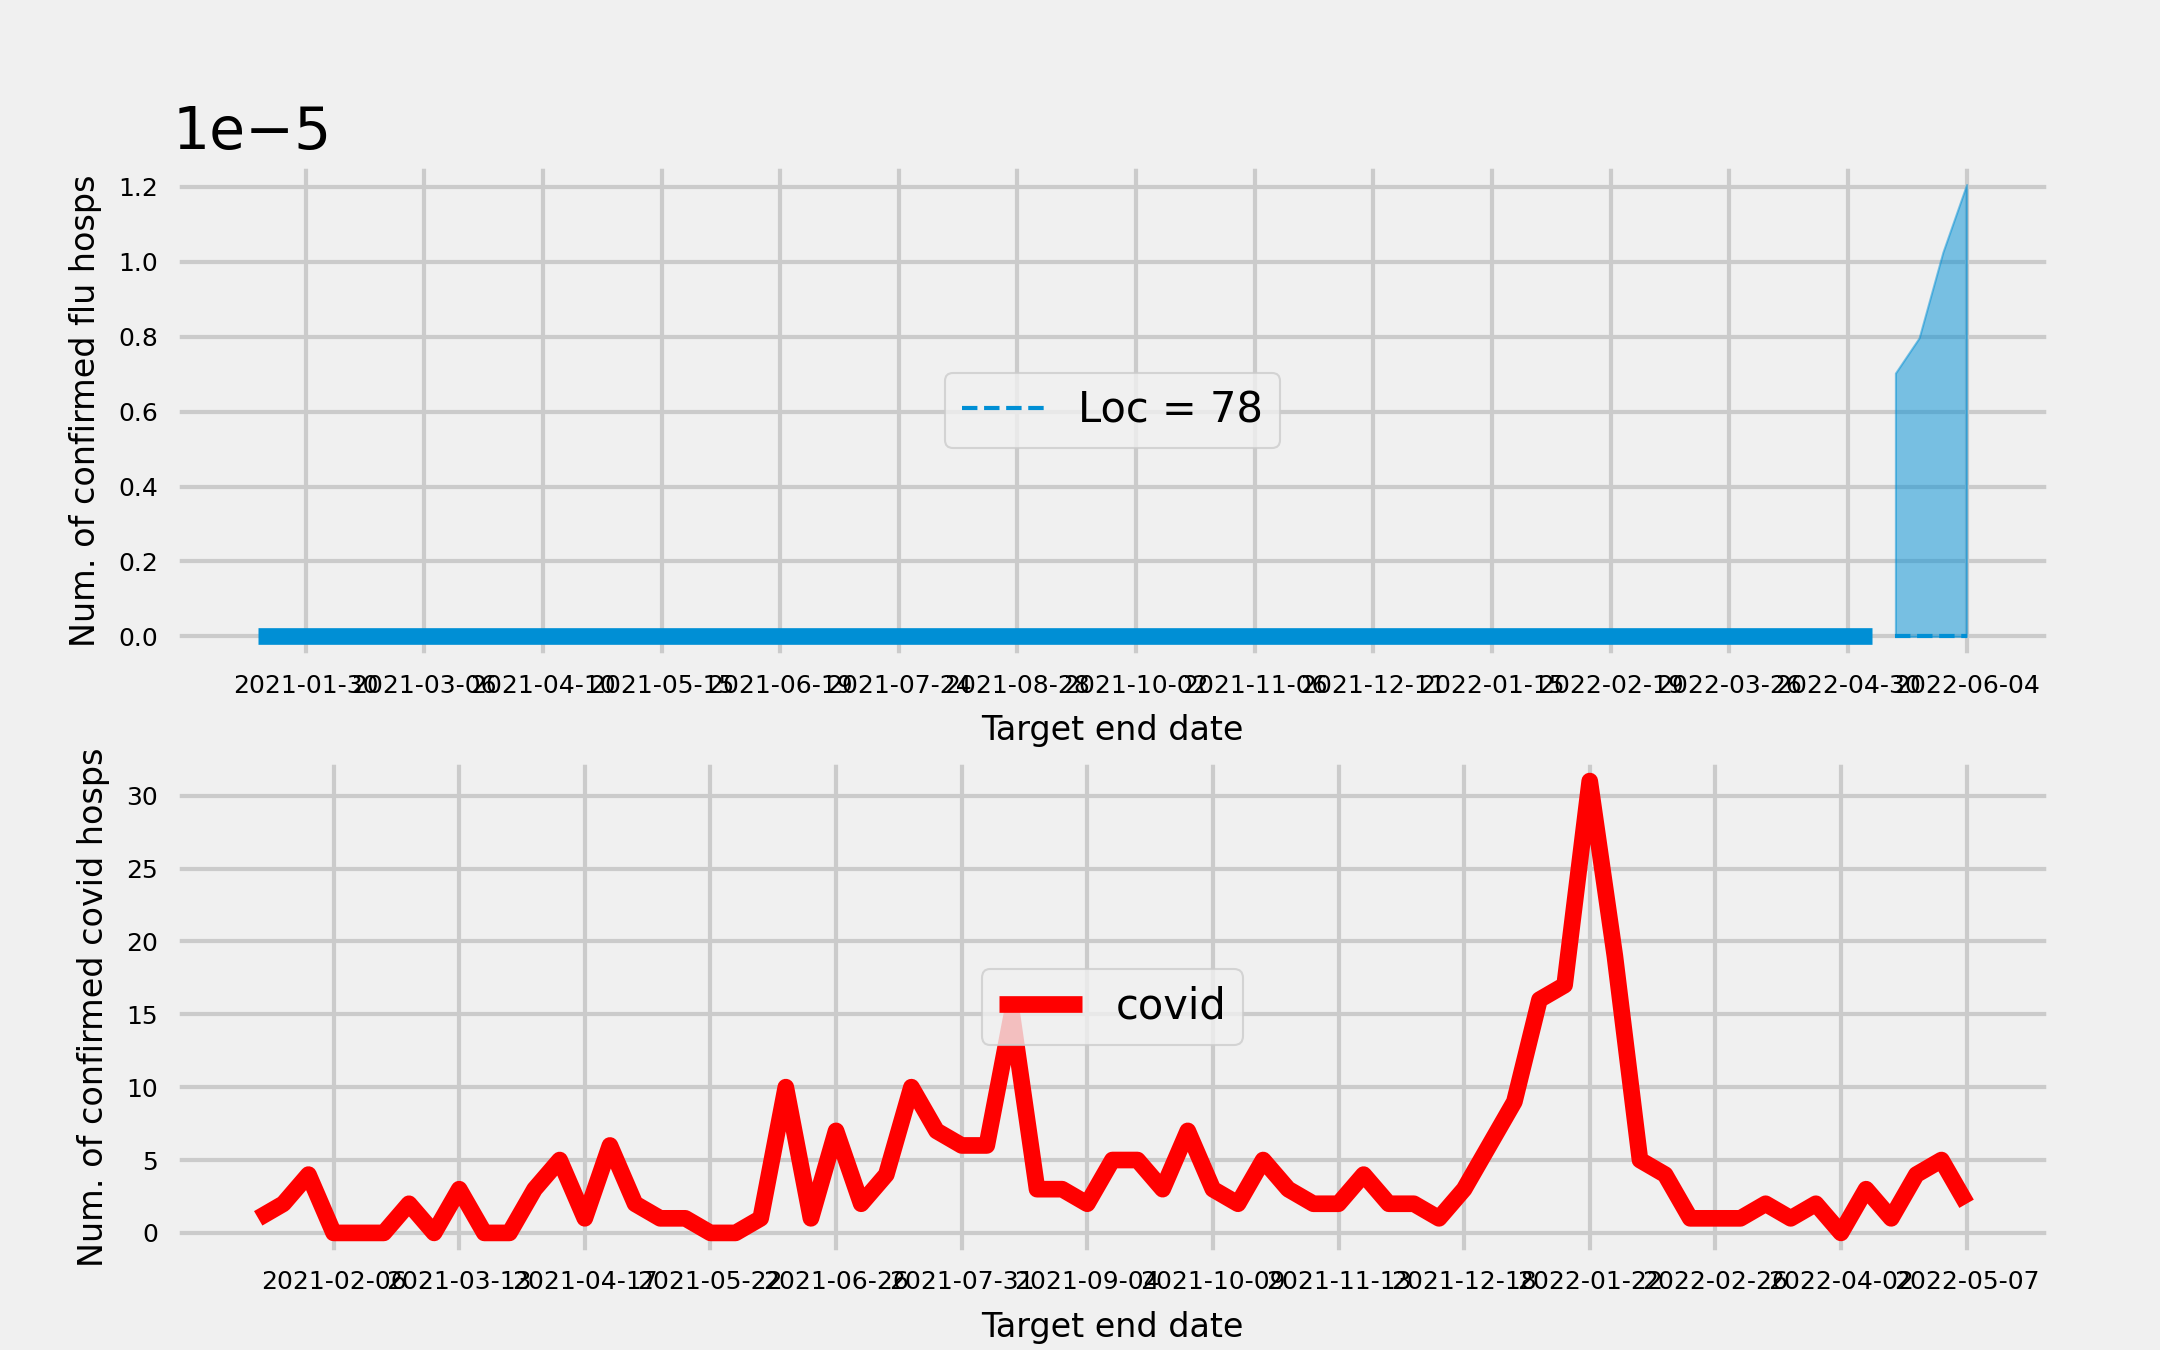 1e−5
Num. of confirmed flu hosps
1.2
1.0
0.8
0.6
0.4
0.2
0.0
Loc = 78
2021-01-30 2021-03-06 2021-04-10 2021-05-15 2021-06-19 2021-07-24 2021-08-28 2021-10-02 2021-11-06 2021-12-11 2022-01-15 2022-02-19 2022-03-26 2022-04-30 2022-06-04
Target end date
Num. of confirmed covid hosps
30
25
20
15
10
5
0
covid
2021-02-06 2021-03-13 2021-04-17 2021-05-22 2021-06-26 2021-07-31 2021-09-04 2021-10-09 2021-11-13 2021-12-18 2022-01-22 2022-02-26 2022-04-02 2022-05-07
Target end date